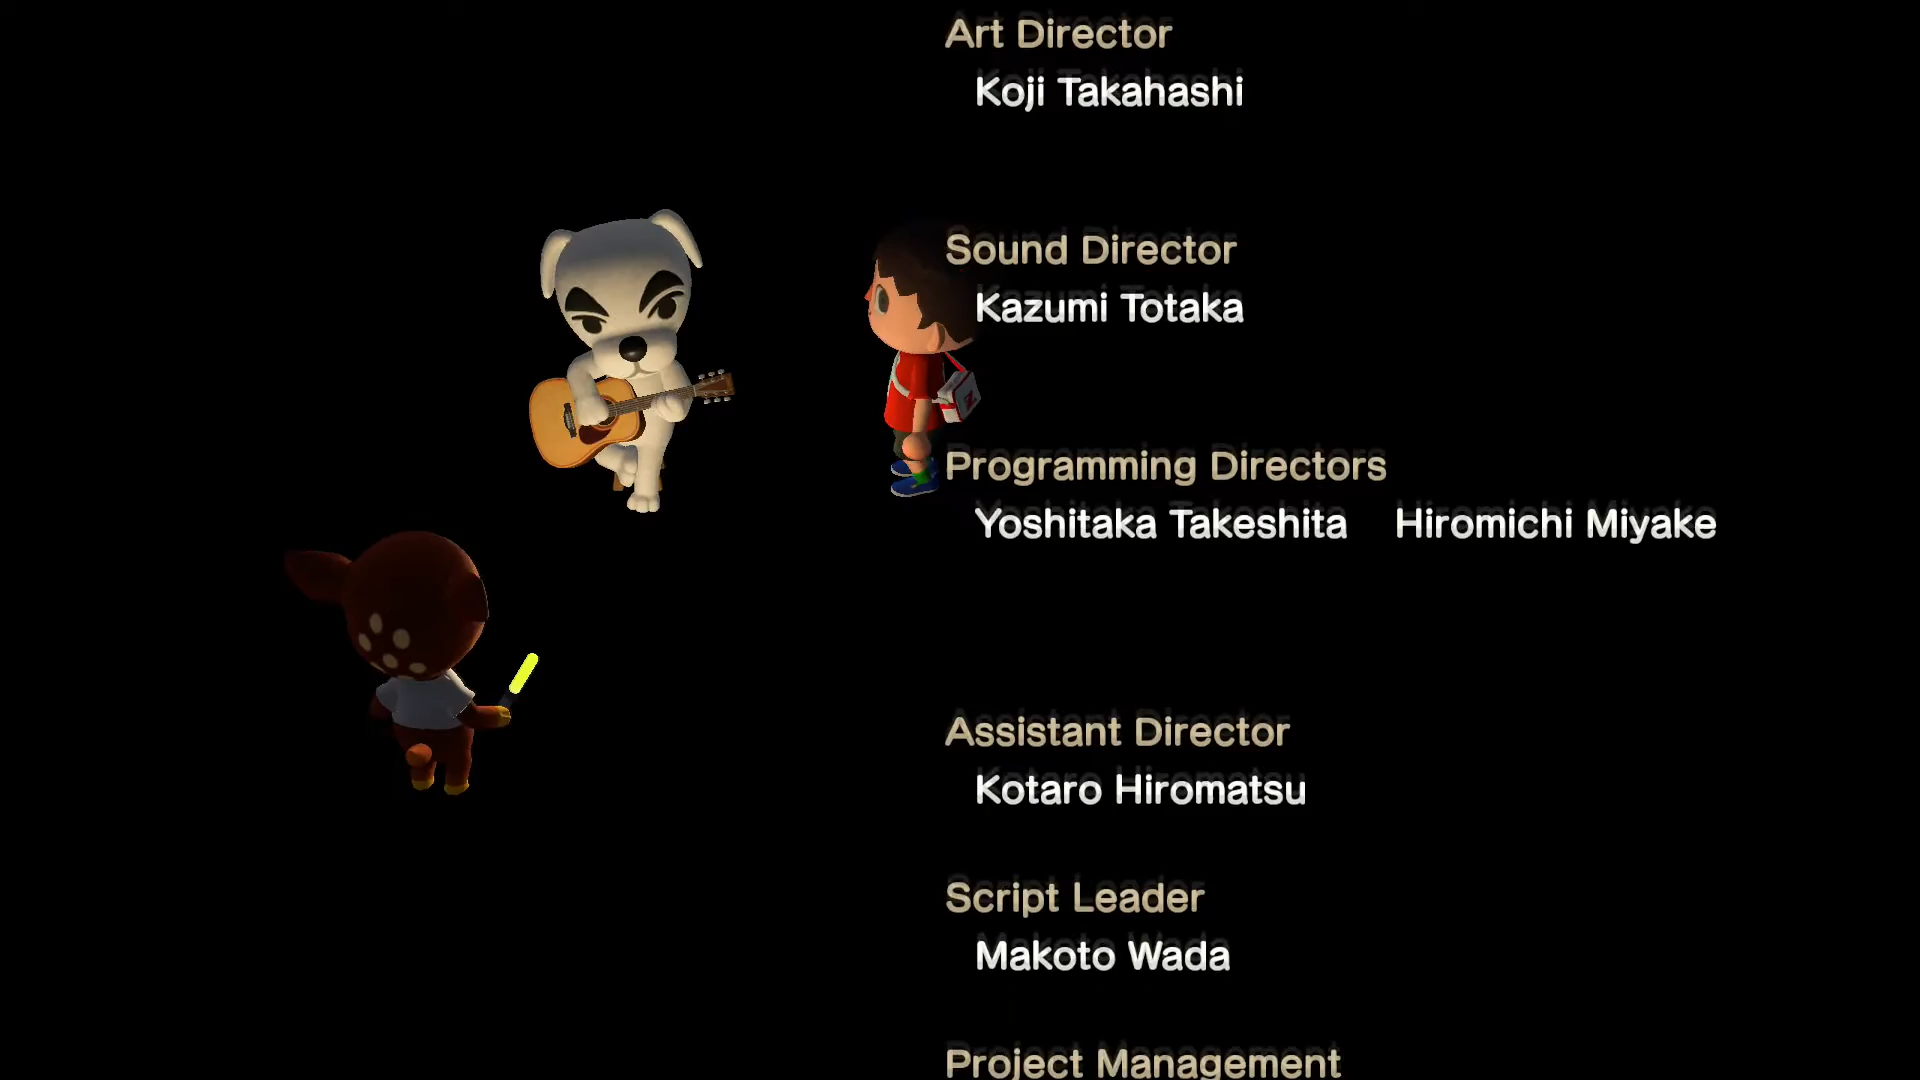 Art Director
Koji Takahashi
Sound Director
Kazumi Totaka
Programming Directors
Yoshitaka Takeshita Hiromichi Miyake
Assistant Director
Kotaro Hiromatsu
Script Leader
Makoto Wada
Project Management